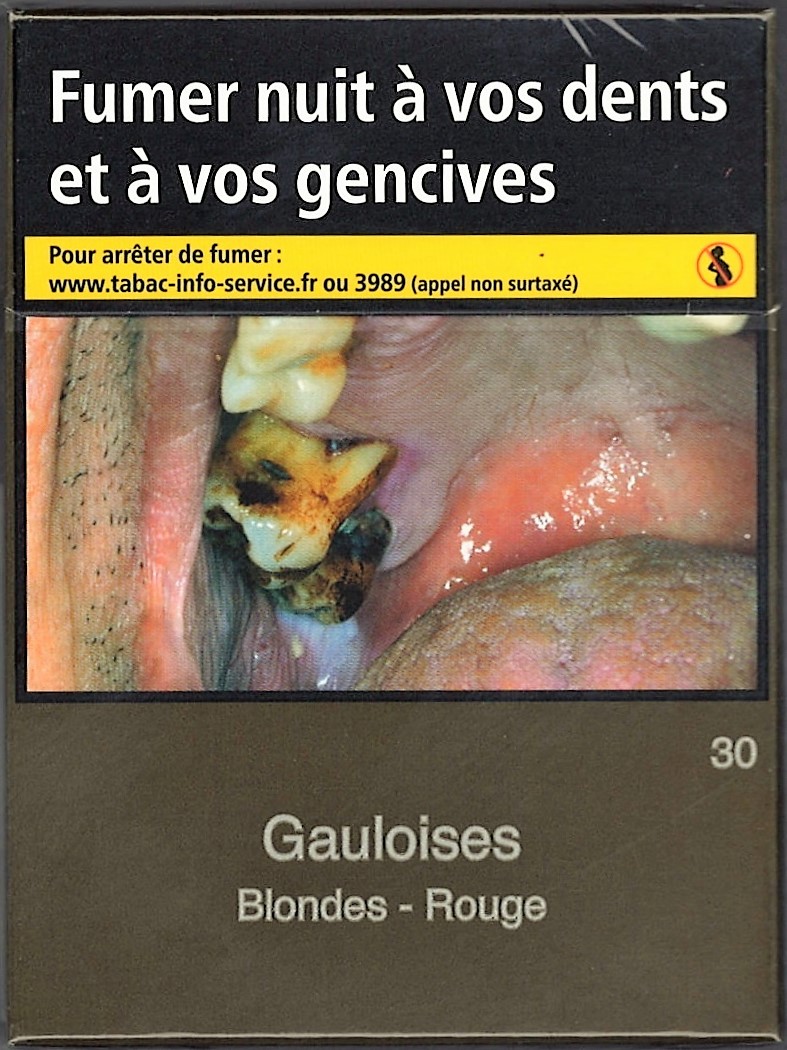 Fumer nuit à vos dents
et à vos gencives
Pour arrêter de fumer :
www.tabac-info-service.fr ou 3989 (appel non surtaxé)
30
Gauloises
Blondes - Rouge